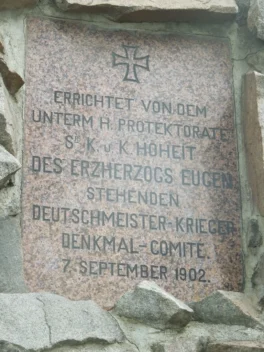 ERRICHTET VON DEM
UNTERM H. PROTEKTORATE
Sr K. u. K. HOHEIT
DES ERZHERZOGS EUGEN
STEHENDEN
DEUTSCHMEISTER-KRIEGER
DENKMAL-COMITÉ.
7. SEPTEMBER 1902.